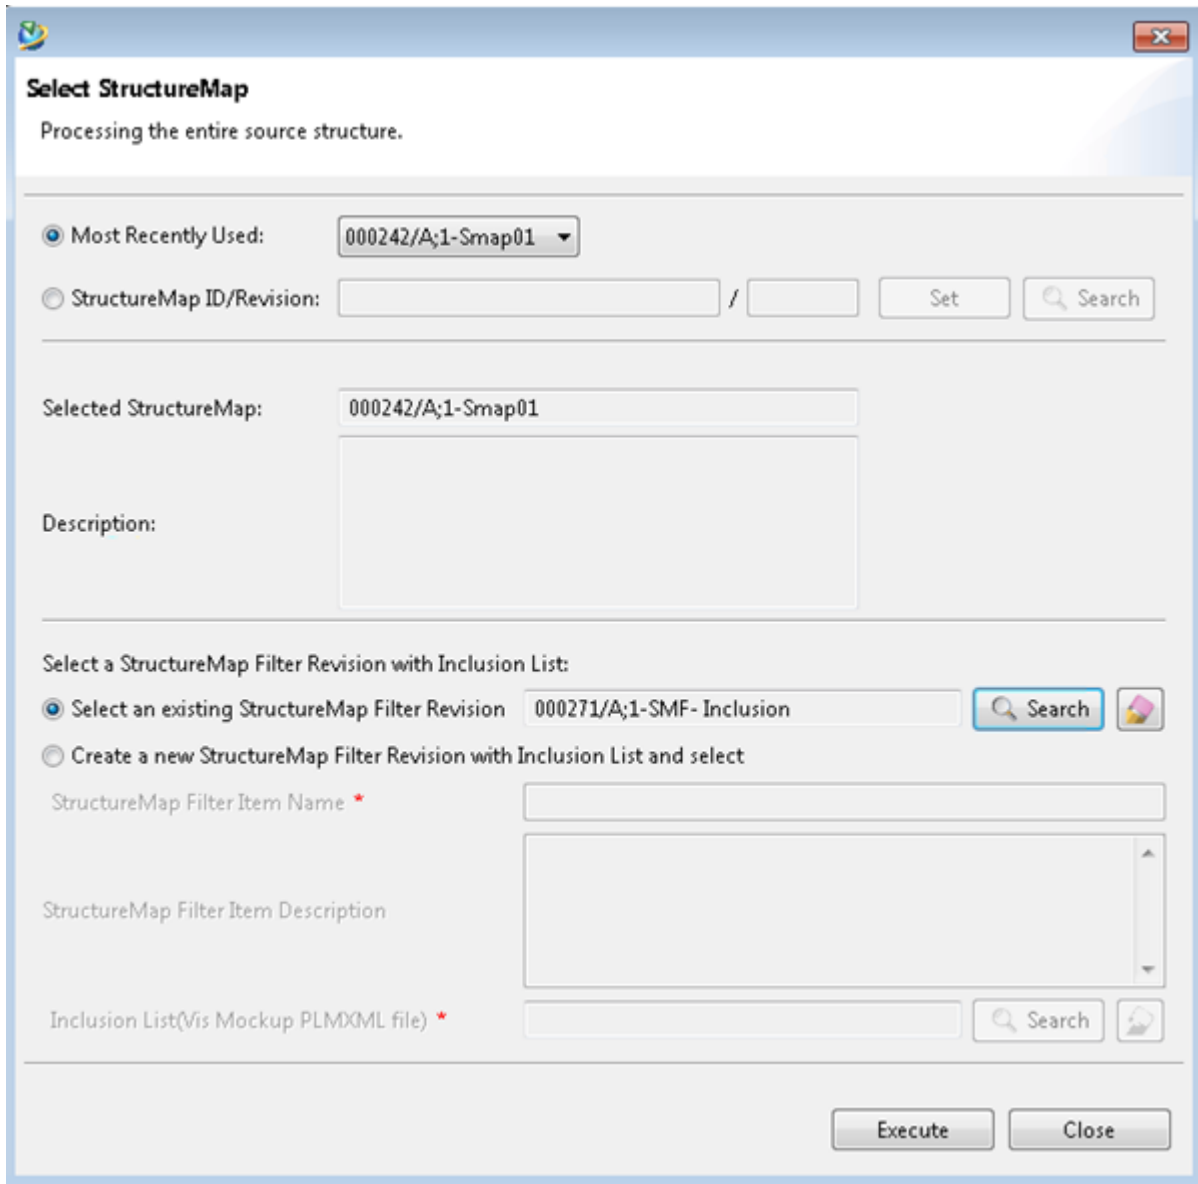 Select StructureMap
Processing the entire source structure.
Most Recently Used: 000242/A;1-Smap01
StructureMap ID/Revision: / Set Search
Selected StructureMap: 000242/A;1-Smap01
Description:
Select a StructureMap Filter Revision with Inclusion List:
Select an existing StructureMap Filter Revision 000271/A;1-SMF- Inclusion Search
Create a new StructureMap Filter Revision with Inclusion List and select
StructureMap Filter Item Name *
StructureMap Filter Item Description
Inclusion List(Vis Mockup PLMXML file) * Search
Execute Close